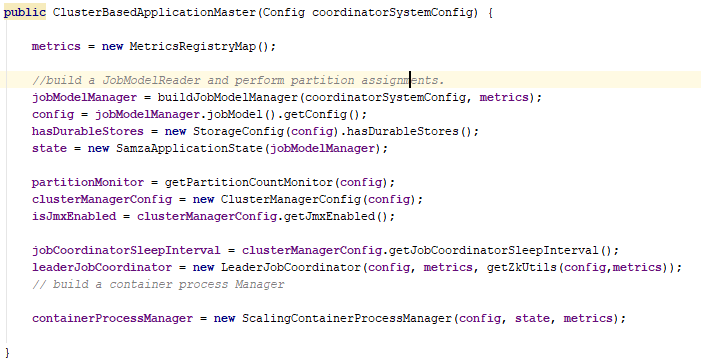 public ClusterBasedApplicationMaster(Config coordinatorSystemConfig) {
metrics = new MetricsRegistryMap();
//build a JobModelReader and perform partition assignments.
jobModelManager = buildJobModelManager(coordinatorSystemConfig, metrics);
config = jobModelManager.jobModel().getConfig();
hasDurableStores = new StorageConfig(config).hasDurableStores();
state = new SamzaApplicationState(jobModelManager);
partitionMonitor = getPartitionCountMonitor(config);
clusterManagerConfig = new ClusterManagerConfig(config);
isJmxEnabled = clusterManagerConfig.getJmxEnabled();
jobCoordinatorSleepInterval = clusterManagerConfig.getJobCoordinatorSleepInterval();
leaderJobCoordinator = new LeaderJobCoordinator(config, metrics, getZkUtils(config,metrics));
// build a container process Manager
containerProcessManager = new ScalingContainerProcessManager(config, state, metrics);
}